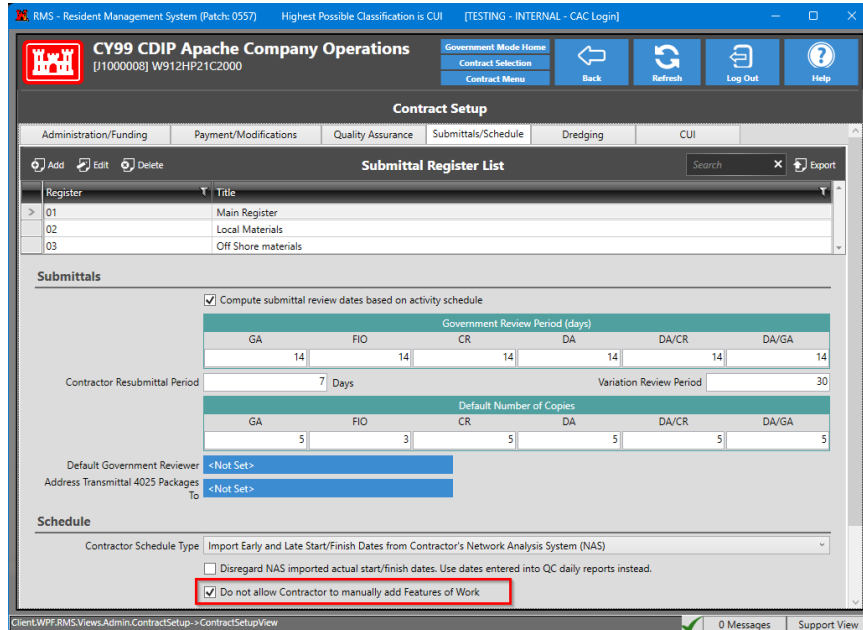 RMS - Resident Management System (Patch: 0557) Highest Possible Classification is CUI [TESTING - INTERNAL - CAC Login]
CY99 CDIP Apache Company Operations
[J1000008] W912HP21C2000
Government Mode Home
Contract Selection
Contract Menu
Back
Refresh
Log Out
Help
Contract Setup
Administration/Funding Payment/Modifications Quality Assurance Submittals/Schedule Dredging CUI
Add Edit Delete Submittal Register List Search Export
Register Title
01 Main Register
02 Local Materials
03 Off Shore materials
Submittals
Compute submittal review dates based on activity schedule
Government Review Period (days)
GA FIO CR DA DA/CR DA/GA
14 14 14 14 14 14
Contractor Resubmittal Period 7 Days Variation Review Period 30
Default Number of Copies
GA FIO CR DA DA/CR DA/GA
5 3 5 5 5 5
Default Government Reviewer <Not Set>
Address Transmittal 4025 Packages
To <Not Set>
Schedule
Contractor Schedule Type Import Early and Late Start/Finish Dates from Contractor's Network Analysis System (NAS)
Disregard NAS imported actual start/finish dates. Use dates entered into QC daily reports instead.
Do not allow Contractor to manually add Features of Work
Client.WPF.RMS.Views.Admin.ContractSetup->ContractSetupView 0 Messages Support View